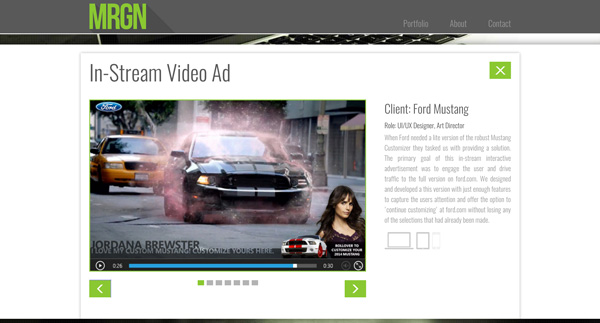 MRGN
Portfolio About Contact
In-Stream Video Ad
Ford
JORDANA BREWSTER
I LOVE MY CUSTOM MUSTANG! CUSTOMIZE YOURS HERE.
ROLLOVER TO
CUSTOMIZE YOUR
2014 MUSTANG
0:26 0:30
Client: Ford Mustang
Role: UI/UX Designer, Art Director
When Ford needed a lite version of the robust Mustang
Customizer they tasked us with providing a solution.
The primary goal of this in-stream interactive
advertisement was to engage the user and drive
traffic to the full version on ford.com. We designed
and developed a this version with just enough features
to capture the users attention and offer the option to
"continue customizing" at ford.com without losing any
of the selections that had already been made.